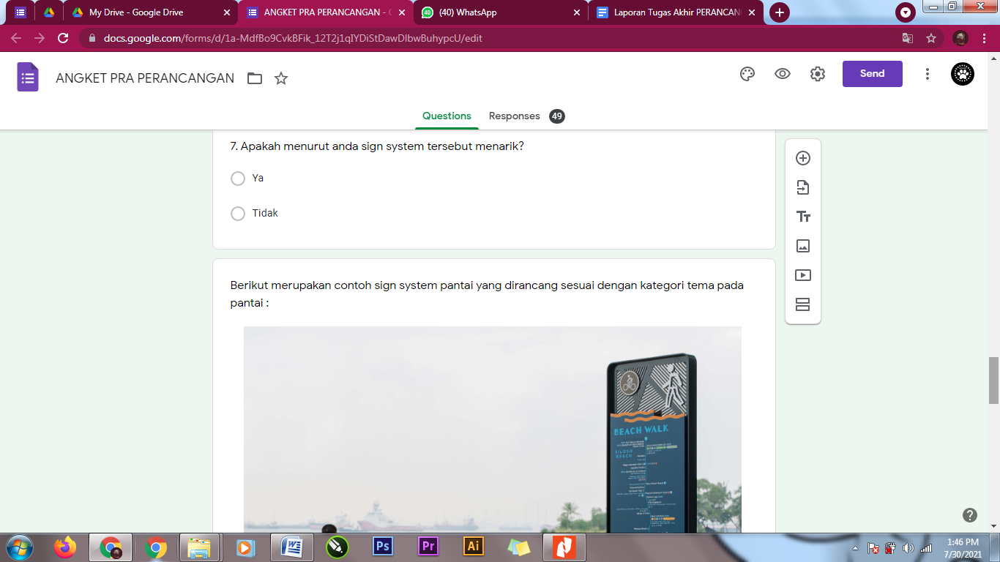 My Drive - Google Drive
ANGKET PRA PERANCANGAN - G
(40) WhatsApp
Laporan Tugas Akhir PERANCAN
docs.google.com/forms/d/1a-MdfBo9CvkBFik_12T2j1qIYDiStDawDlbwBuhypcU/edit
ANGKET PRA PERANCANGAN
Send
Questions
Responses 49
7. Apakah menurut anda sign system tersebut menarik?
Ya
Tidak
Berikut merupakan contoh sign system pantai yang dirancang sesuai dengan kategori tema pada
pantai :
BEACH WALK
SILOSO
BEACH
Ps
Pr
Ai
1:46 PM
7/30/2021